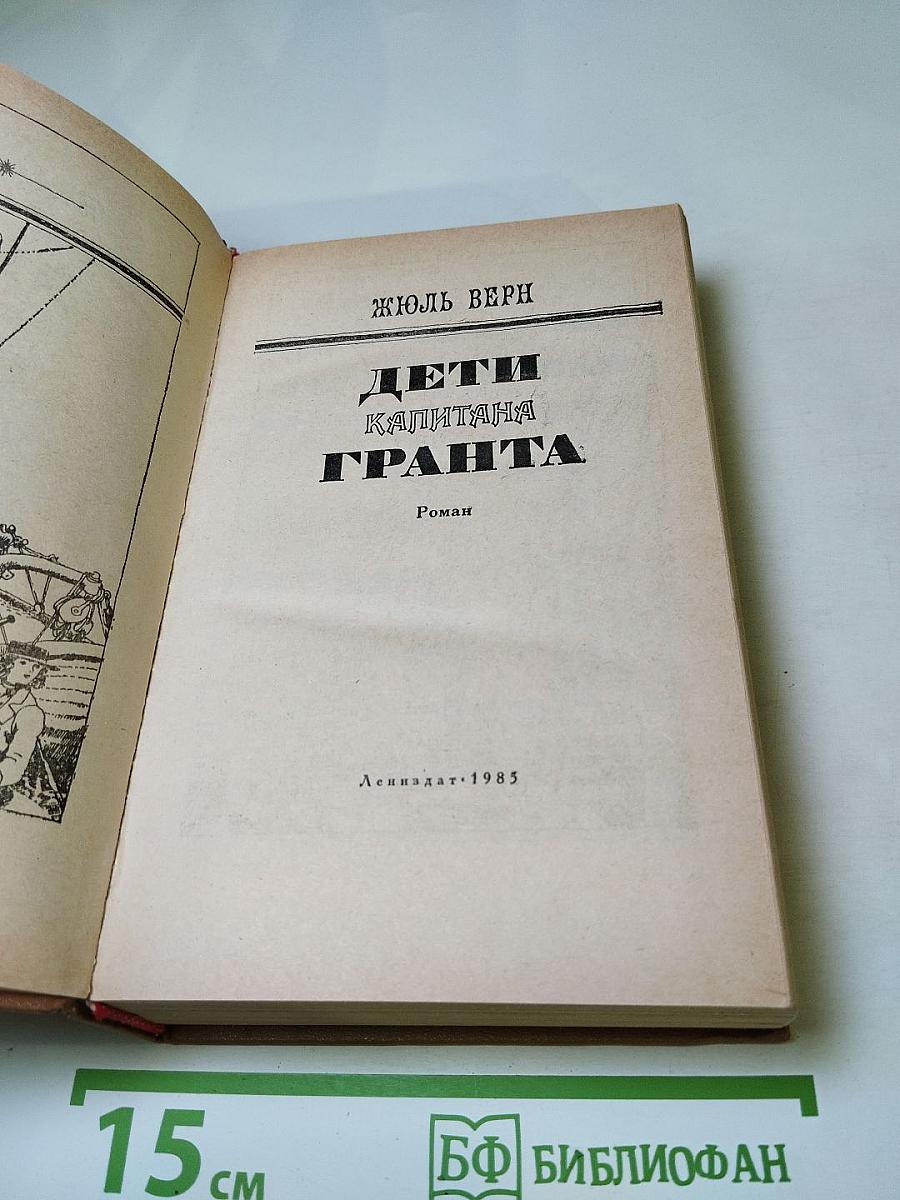 ЖЮЛЬ ВЕРН
ДЕТИ
КАПИТАНА
ГРАНТА
Роман
Лениздат·1985
15 см
БФ БИБЛИОФАН